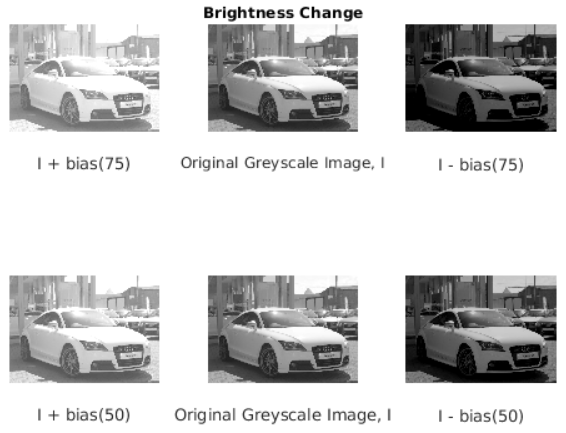 Brightness Change
I + bias(75)
Original Greyscale Image, I
I - bias(75)
I + bias(50)
Original Greyscale Image, I
I - bias(50)